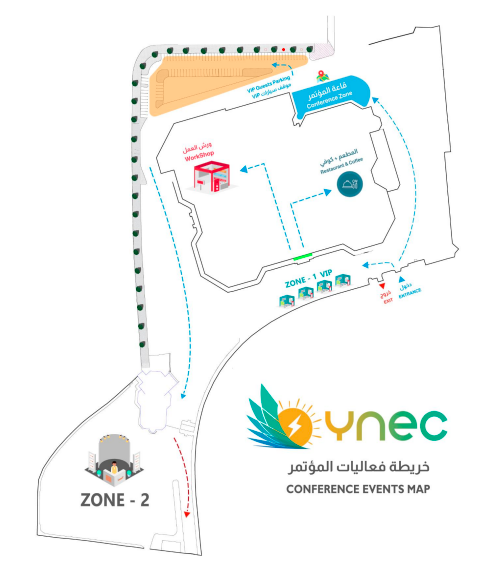 VIP Guests Parking
مواقف سيارات VIP
قاعة المؤتمر
Conference Zone
ورش العمل
WorkShop
المطعم + كوفي
Restaurant & Coffee
ZONE - 1 VIP
خروج
EXIT
دخول
ENTRANCE
ynec
خريطة فعاليات المؤتمر
CONFERENCE EVENTS MAP
ZONE - 2